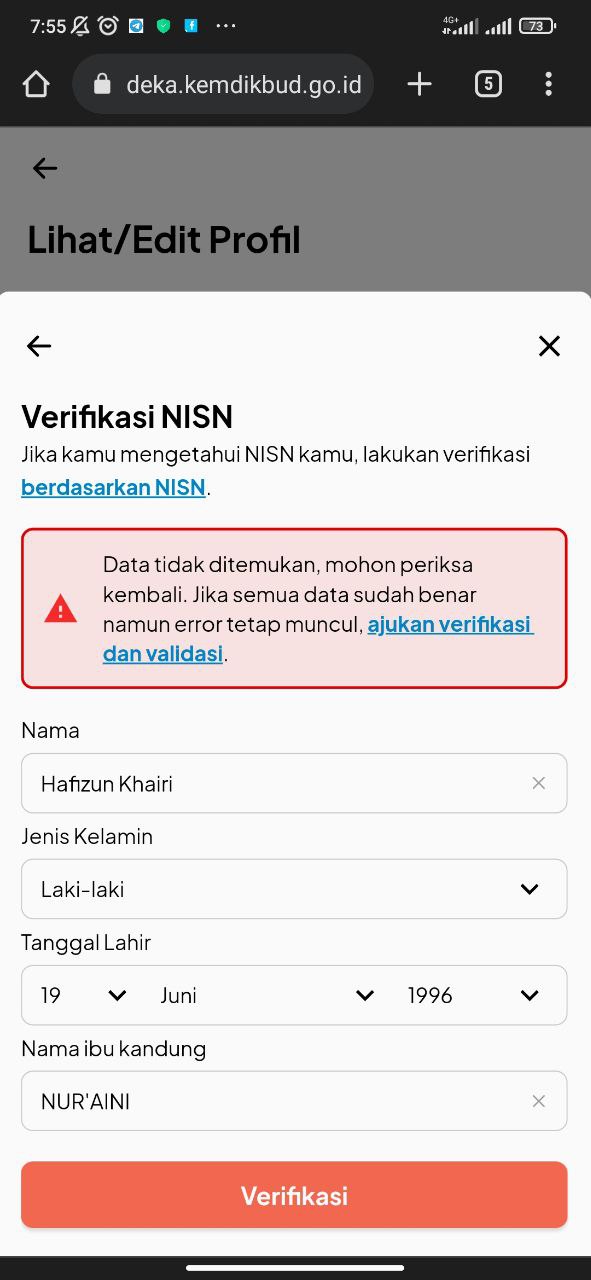 7:55
4G+
73
deka.kemdikbud.go.id
5
Lihat/Edit Profil
Verifikasi NISN
Jika kamu mengetahui NISN kamu, lakukan verifikasi
berdasarkan NISN.
Data tidak ditemukan, mohon periksa
kembali. Jika semua data sudah benar
namun error tetap muncul, ajukan verifikasi
dan validasi.
Nama
Hafizun Khairi
Jenis Kelamin
Laki-laki
Tanggal Lahir
19 Juni 1996
Nama ibu kandung
NUR'AINI
Verifikasi